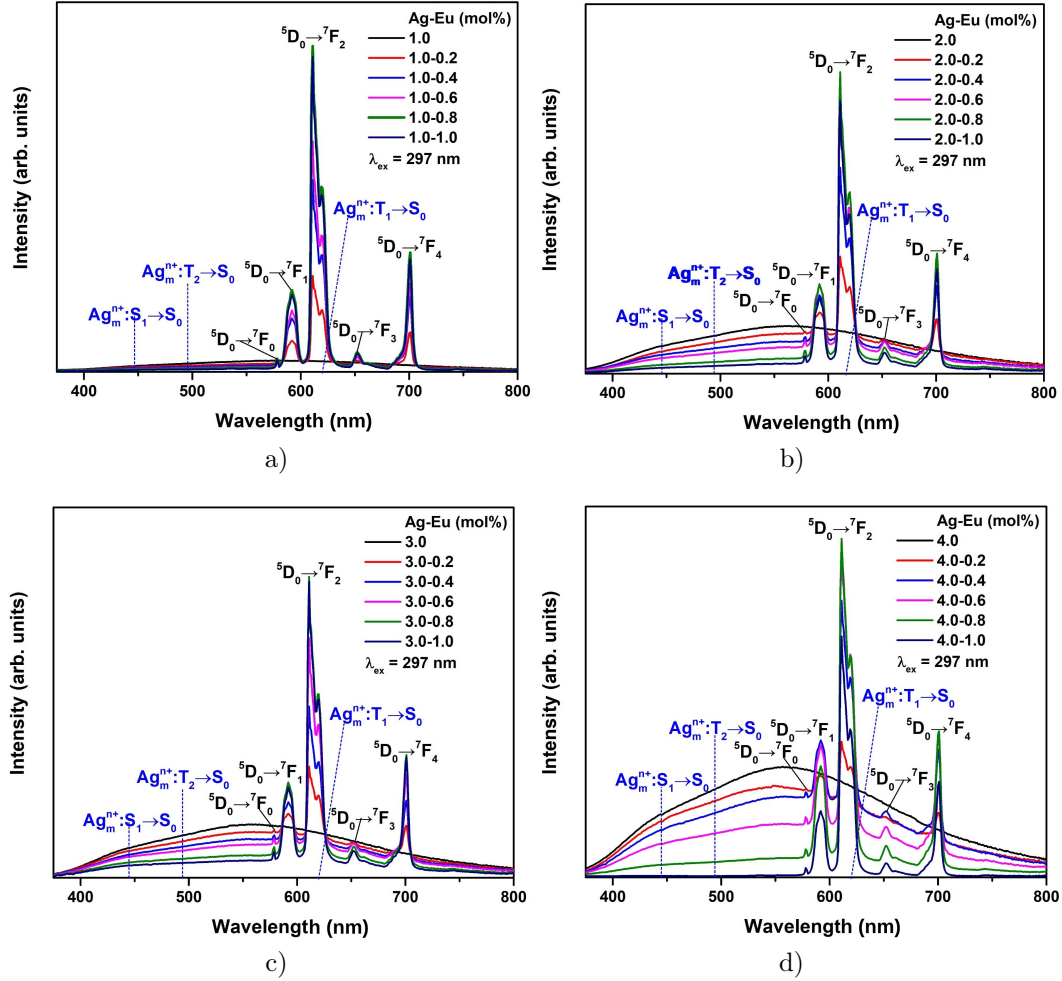 Ag-Eu (mol%)
1.0
1.0-0.2
1.0-0.4
1.0-0.6
1.0-0.8
1.0-1.0
λex = 297 nm
⁵D₀→⁷F₂
Agₘⁿ⁺:T₁→S₀
⁵D₀→⁷F₄
⁵D₀→⁷F₁
Agₘⁿ⁺:T₂→S₀
Agₘⁿ⁺:S₁→S₀
⁵D₀→⁷F₀
⁵D₀→⁷F₃
Intensity (arb. units)
400 500 600 700 800
Wavelength (nm)
a)
Ag-Eu (mol%)
2.0
2.0-0.2
2.0-0.4
2.0-0.6
2.0-0.8
2.0-1.0
λex = 297 nm
⁵D₀→⁷F₂
Agₘⁿ⁺:T₁→S₀
⁵D₀→⁷F₄
⁵D₀→⁷F₁
Agₘⁿ⁺:T₂→S₀
⁵D₀→⁷F₀
Agₘⁿ⁺:S₁→S₀
⁵D₀→⁷F₃
Intensity (arb. units)
400 500 600 700 800
Wavelength (nm)
b)
Ag-Eu (mol%)
3.0
3.0-0.2
3.0-0.4
3.0-0.6
3.0-0.8
3.0-1.0
λex = 297 nm
⁵D₀→⁷F₂
Agₘⁿ⁺:T₁→S₀
⁵D₀→⁷F₄
⁵D₀→⁷F₁
Agₘⁿ⁺:T₂→S₀
⁵D₀→⁷F₀
Agₘⁿ⁺:S₁→S₀
⁵D₀→⁷F₃
Intensity (arb. units)
400 500 600 700 800
Wavelength (nm)
c)
Ag-Eu (mol%)
4.0
4.0-0.2
4.0-0.4
4.0-0.6
4.0-0.8
4.0-1.0
λex = 297 nm
⁵D₀→⁷F₂
Agₘⁿ⁺:T₁→S₀
⁵D₀→⁷F₄
⁵D₀→⁷F₁
Agₘⁿ⁺:T₂→S₀
⁵D₀→⁷F₀
Agₘⁿ⁺:S₁→S₀
⁵D₀→⁷F₃
Intensity (arb. units)
400 500 600 700 800
Wavelength (nm)
d)